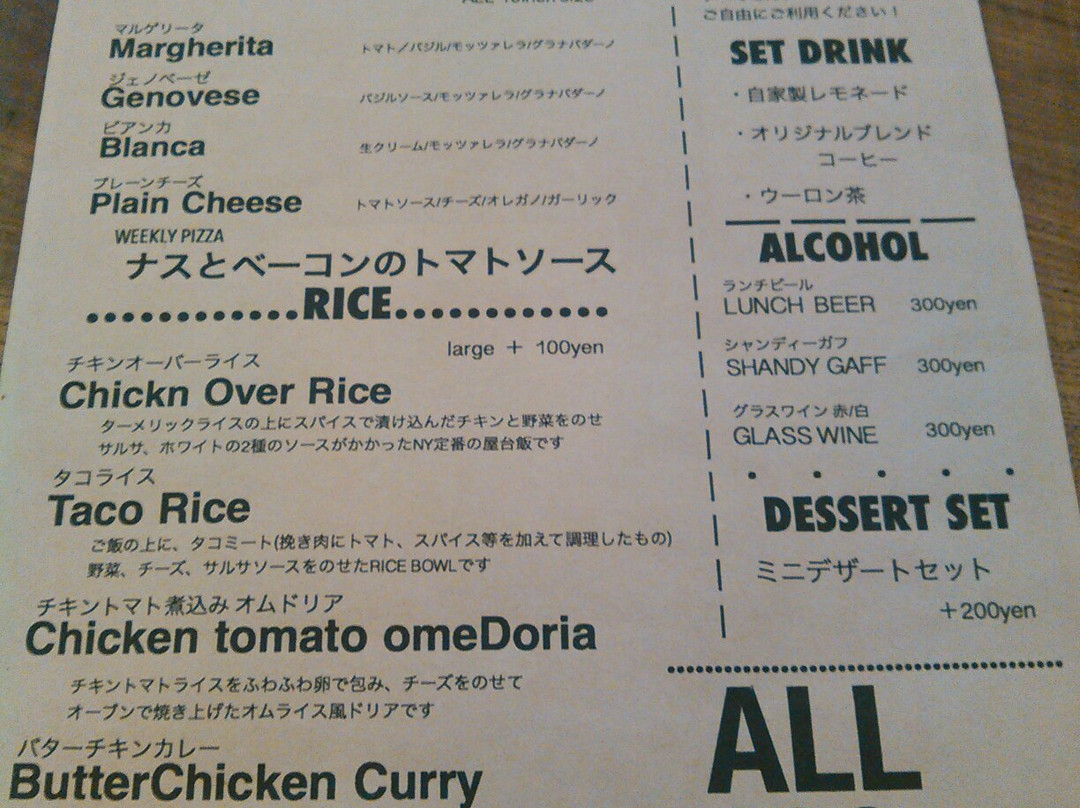 マルゲリータ
Margherita
トマト/バジル/モッツァレラ/グラナパダーノ
ジェノベーゼ
Genovese
バジルソース/モッツァレラ/グラナパダーノ
ビアンカ
Blanca
生クリーム/モッツァレラ/グラナパダーノ
プレーンチーズ
Plain Cheese
トマトソース/チーズ/オレガノ/ガーリック
WEEKLY PIZZA
ナスとベーコンのトマトソース
RICE
large + 100yen
チキンオーバーライス
Chickn Over Rice
ターメリックライスの上にスパイスで漬け込んだチキンと野菜をのせ
サルサ、ホワイトの2種のソースがかかったNY定番の屋台飯です
タコライス
Taco Rice
ご飯の上に、タコミート(挽き肉にトマト、スパイス等を加えて調理したもの)
野菜、チーズ、サルサソースをのせたRICE BOWLです
チキントマト煮込み オムドリア
Chicken tomato omeDoria
チキントマトライスをふわふわ卵で包み、チーズをのせて
オーブンで焼き上げたオムライス風ドリアです
バターチキンカレー
ButterChicken Curry
ご自由にご利用ください！
SET DRINK
・自家製レモネード
・オリジナルブレンド
コーヒー
・ウーロン茶
ALCOHOL
ランチビール
LUNCH BEER 300yen
シャンディーガフ
SHANDY GAFF 300yen
グラスワイン 赤/白
GLASS WINE 300yen
DESSERT SET
ミニデザートセット
+200yen
ALL